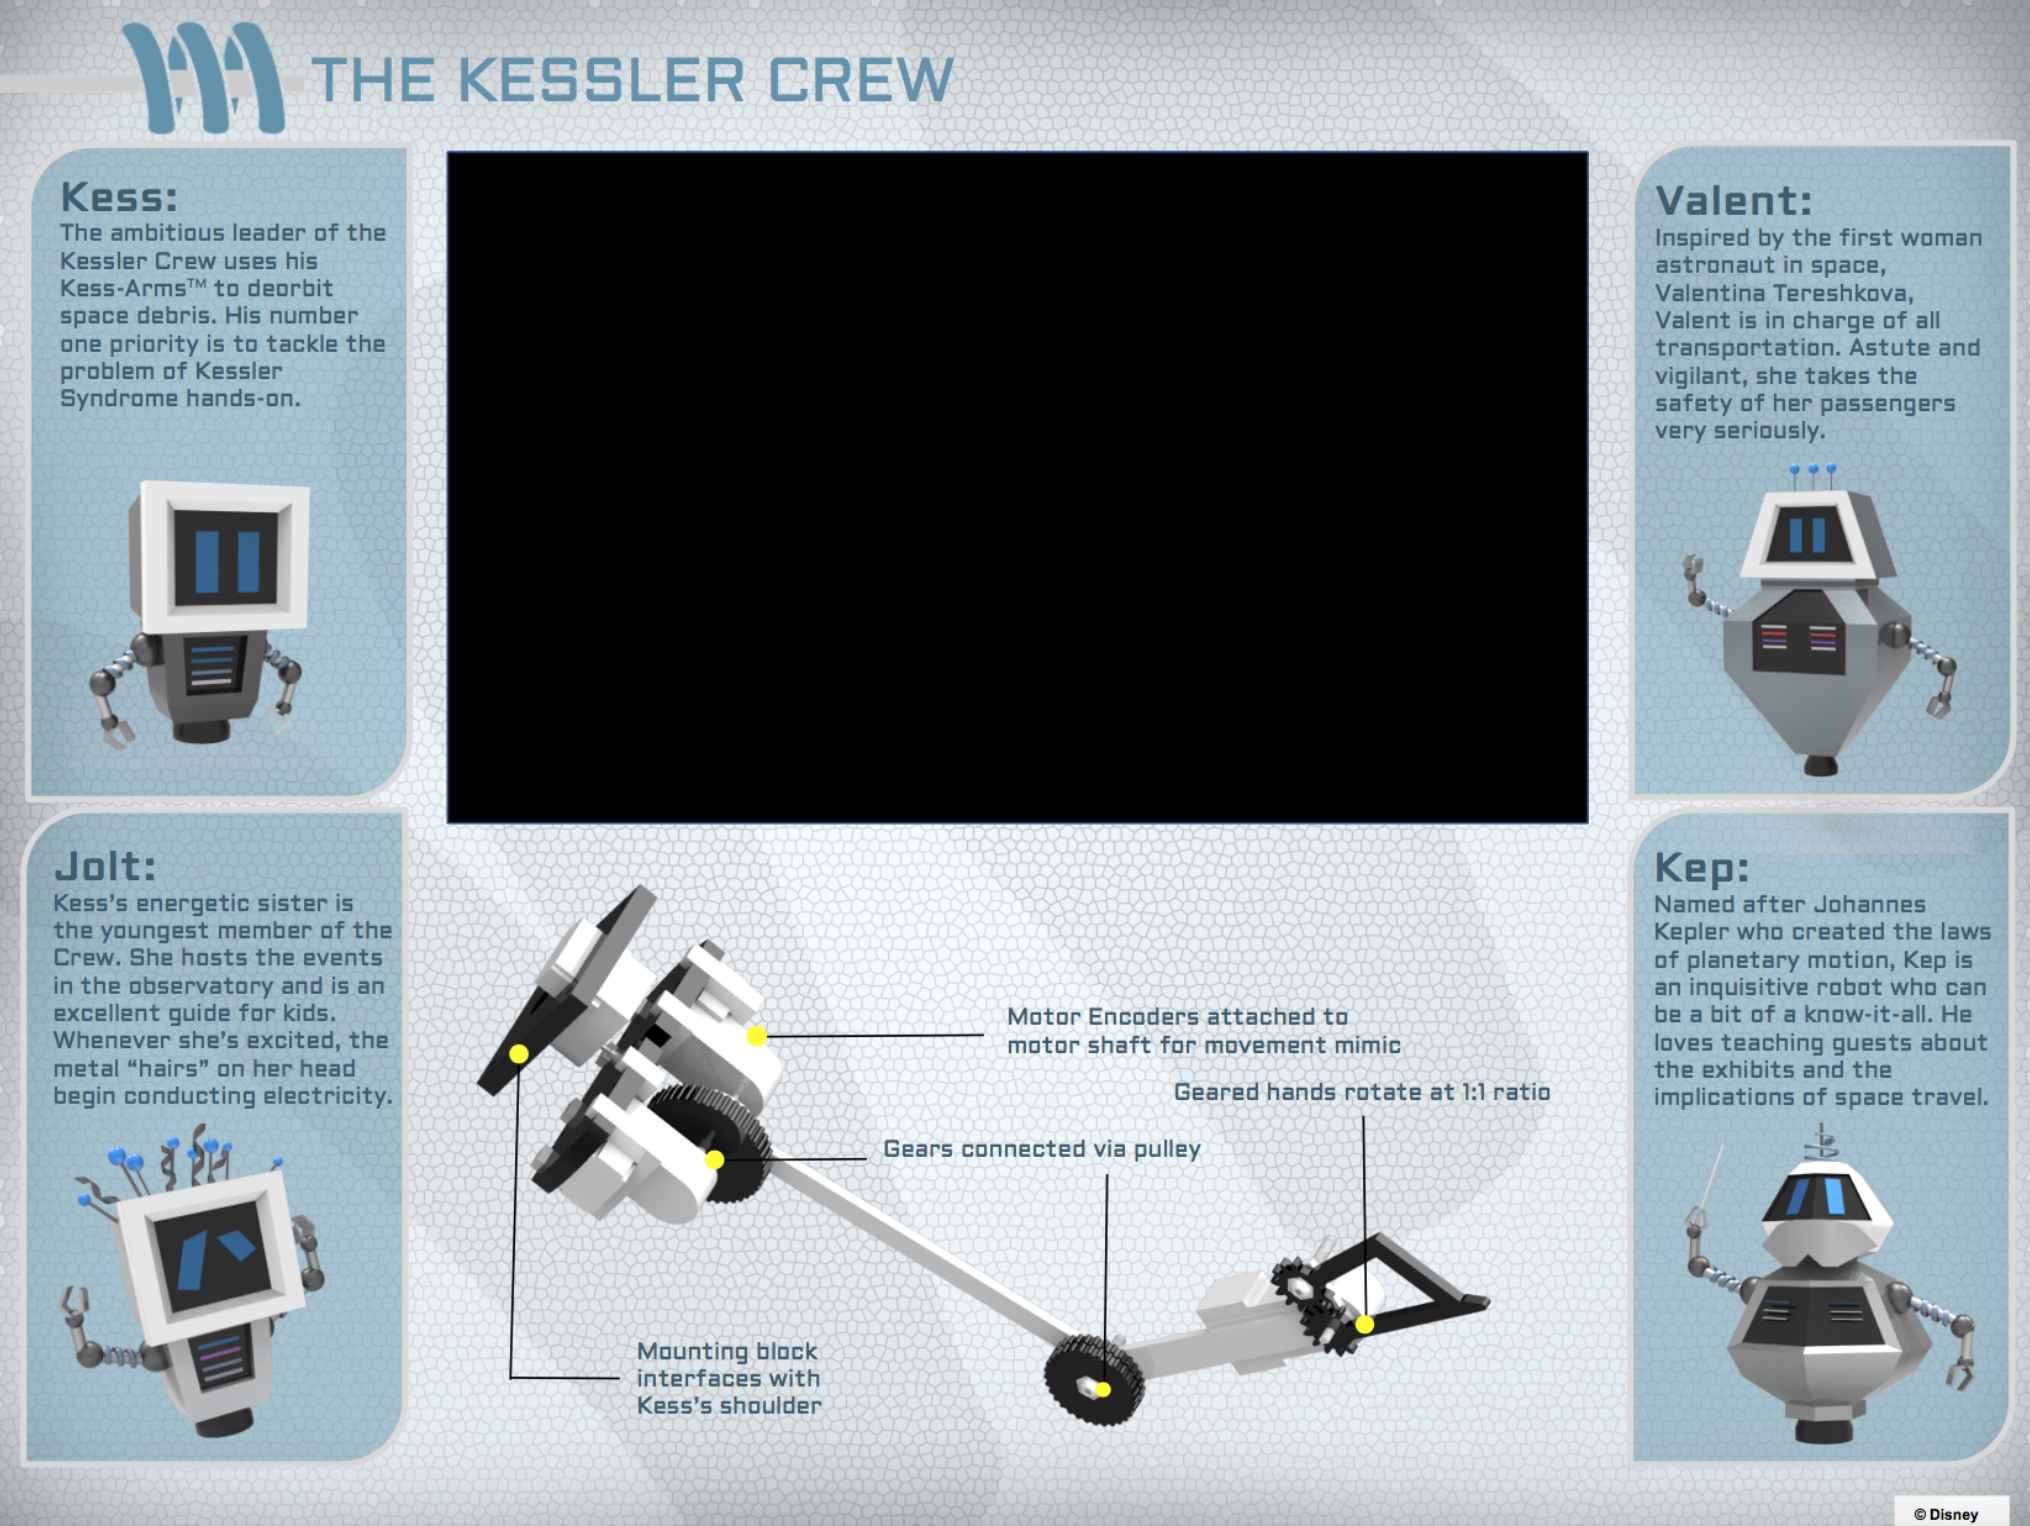 THE KESSLER CREW
Kess:
The ambitious leader of the
Kessler Crew uses his
Kess-Arms™ to deorbit
space debris. His number
one priority is to tackle the
problem of Kessler
Syndrome hands-on.
Valent:
Inspired by the first woman
astronaut in space,
Valentina Tereshkova,
Valent is in charge of all
transportation. Astute and
vigilant, she takes the
safety of her passengers
very seriously.
Jolt:
Kess’s energetic sister is
the youngest member of the
Crew. She hosts the events
in the observatory and is an
excellent guide for kids.
Whenever she’s excited, the
metal “hairs” on her head
begin conducting electricity.
Motor Encoders attached to
motor shaft for movement mimic
Geared hands rotate at 1:1 ratio
Gears connected via pulley
Mounting block
interfaces with
Kess’s shoulder
Kep:
Named after Johannes
Kepler who created the laws
of planetary motion, Kep is
an inquisitive robot who can
be a bit of a know-it-all. He
loves teaching guests about
the exhibits and the
implications of space travel.
© Disney